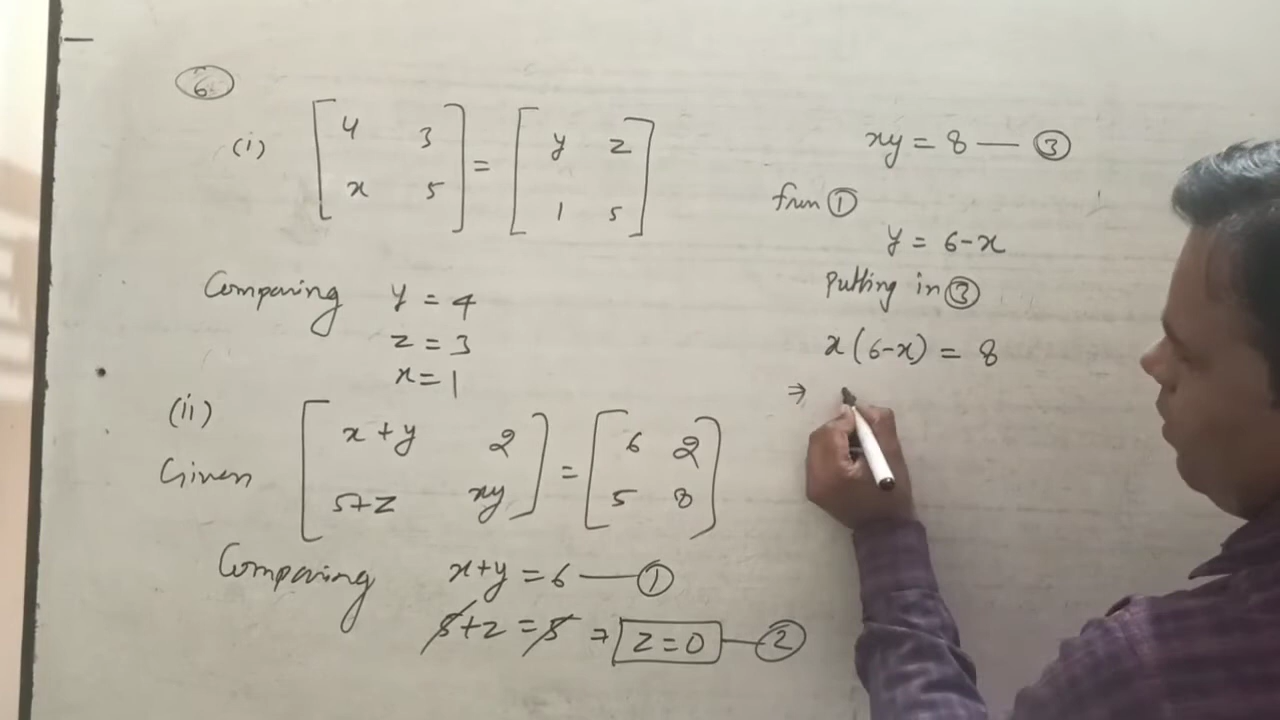 6
(i) [ 4 3 ] = [ y z ]
[ x 5 ] [ 1 5 ]
Comparing y = 4
z = 3
x = 1
(ii)
Given [ x + y 2 ] = [ 6 2 ]
[ 5+z xy ] [ 5 8 ]
Comparing x+y = 6 — ①
5+z = 5 ⇒ z = 0 — ②
xy = 8 — ③
from ①
y = 6-x
Putting in ③
x(6-x) = 8
⇒